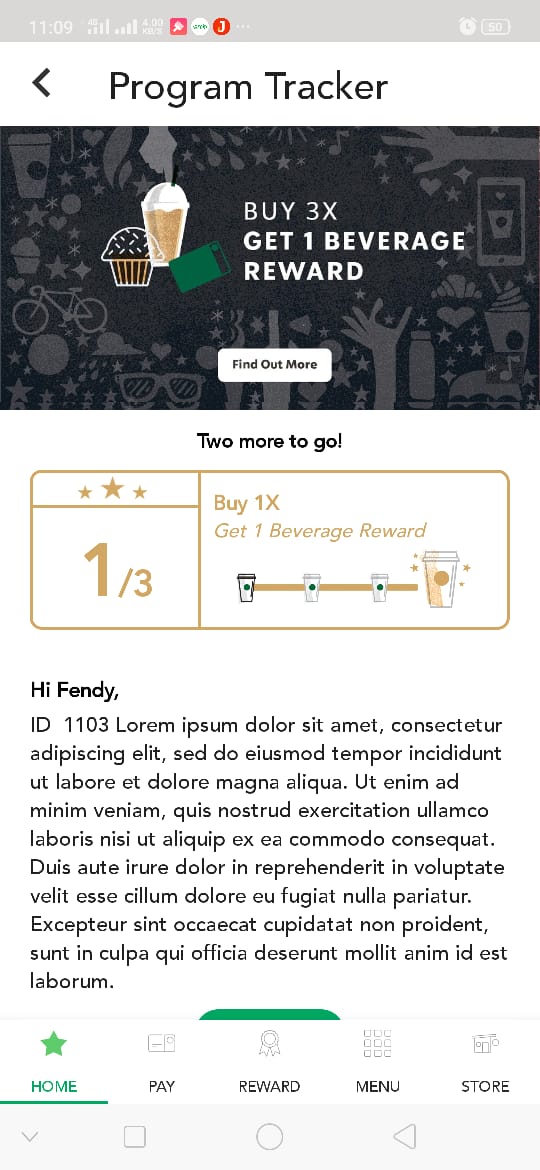 11:09 4G 4.00 KB/S J 50
Program Tracker
BUY 3X
GET 1 BEVERAGE
REWARD
Find Out More
Two more to go!
Buy 1X
Get 1 Beverage Reward
1/3
Hi Fendy,
ID 1103 Lorem ipsum dolor sit amet, consectetur
adipiscing elit, sed do eiusmod tempor incididunt
ut labore et dolore magna aliqua. Ut enim ad
minim veniam, quis nostrud exercitation ullamco
laboris nisi ut aliquip ex ea commodo consequat.
Duis aute irure dolor in reprehenderit in voluptate
velit esse cillum dolore eu fugiat nulla pariatur.
Excepteur sint occaecat cupidatat non proident,
sunt in culpa qui officia deserunt mollit anim id est
laborum.
HOME PAY REWARD MENU STORE